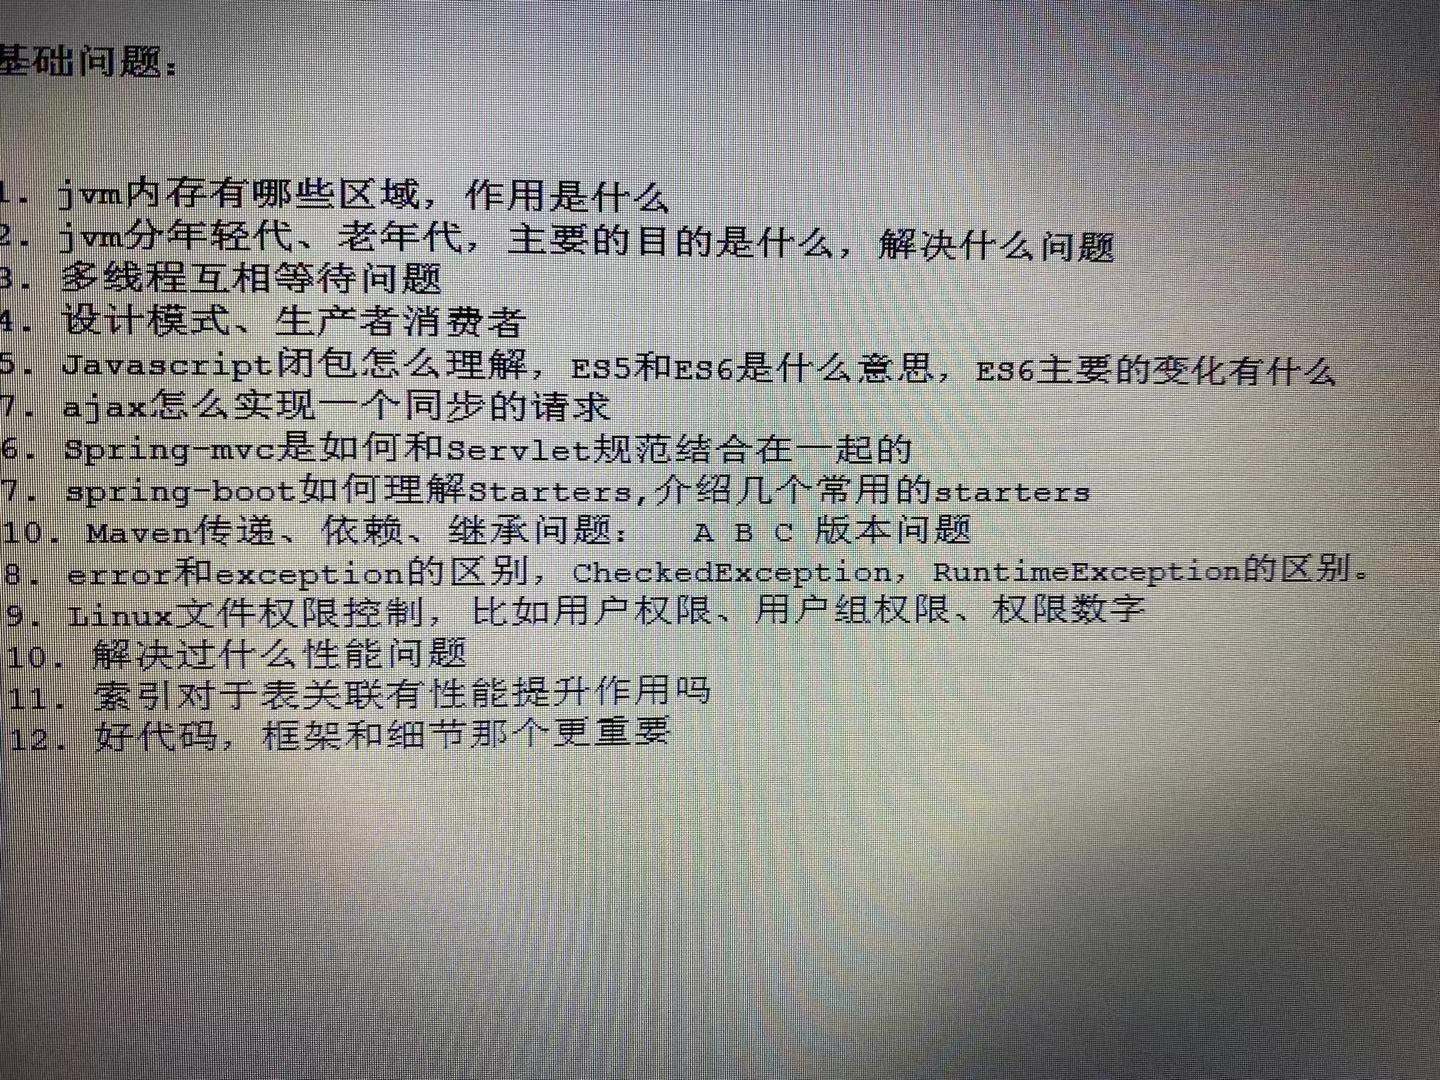 基础问题：
1. jvm内存有哪些区域，作用是什么
2. jvm分年轻代、老年代，主要的目的是什么，解决什么问题
3. 多线程互相等待问题
4. 设计模式、生产者消费者
5. Javascript闭包怎么理解，ES5和ES6是什么意思，ES6主要的变化有什么
7. ajax怎么实现一个同步的请求
6. Spring-mvc是如何和Servlet规范结合在一起的
7. spring-boot如何理解Starters,介绍几个常用的starters
10. Maven传递、依赖、继承问题： A B C 版本问题
8. error和exception的区别，CheckedException，RuntimeException的区别。
9. Linux文件权限控制，比如用户权限、用户组权限、权限数字
10. 解决过什么性能问题
11. 索引对于表关联有性能提升作用吗
12. 好代码，框架和细节那个更重要